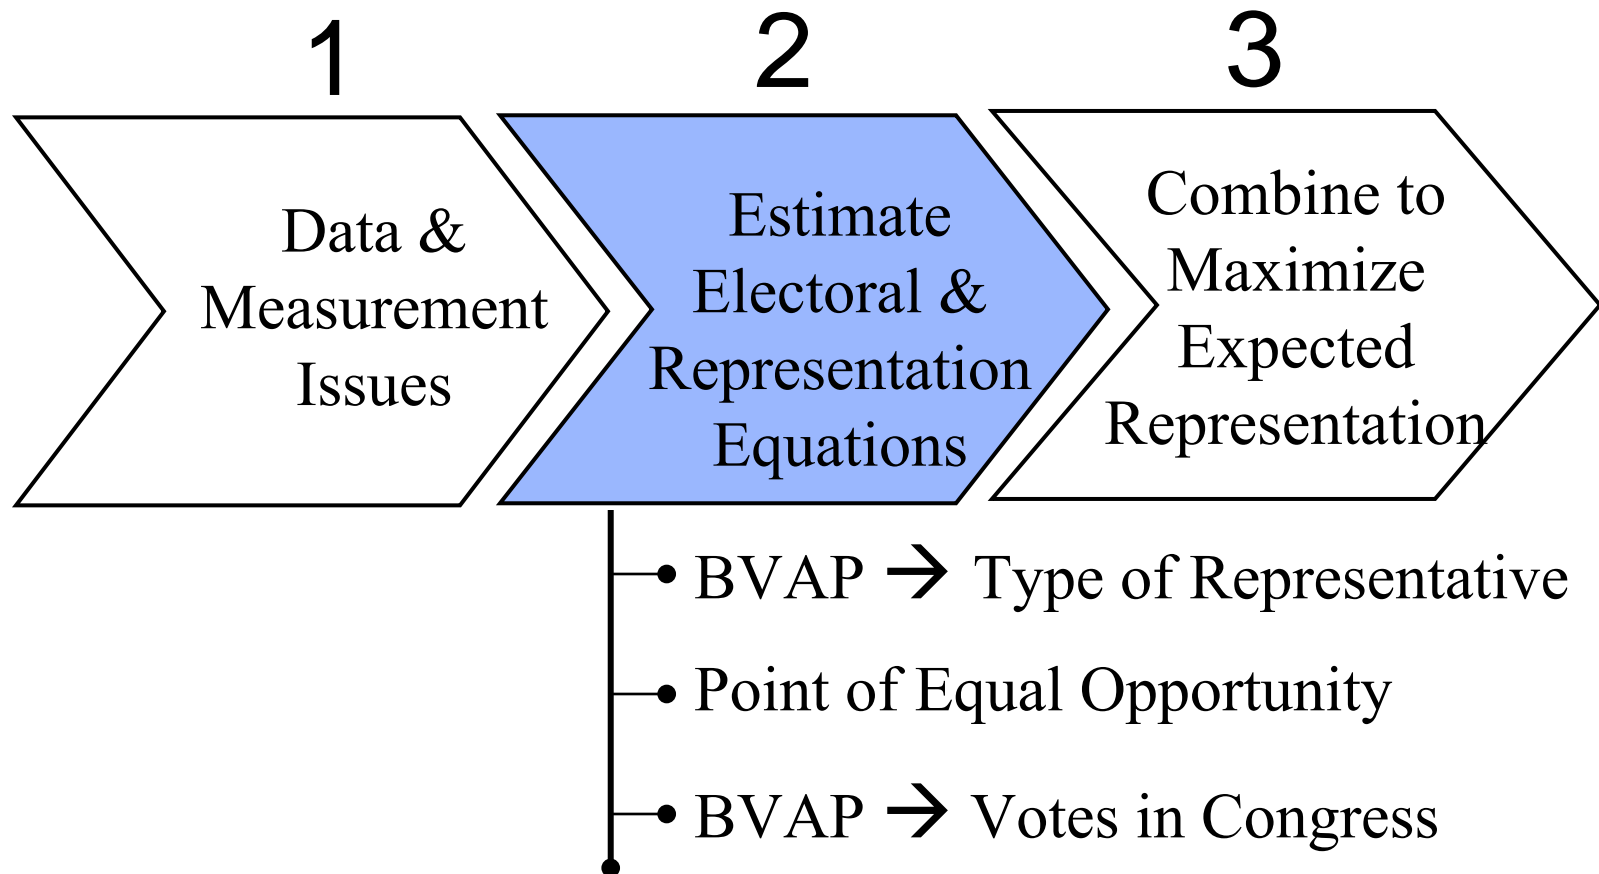 1
Data &
Measurement
Issues
2
Estimate
Electoral &
Representation
Equations
3
Combine to
Maximize
Expected
Representation
BVAP → Type of Representative
Point of Equal Opportunity
BVAP → Votes in Congress